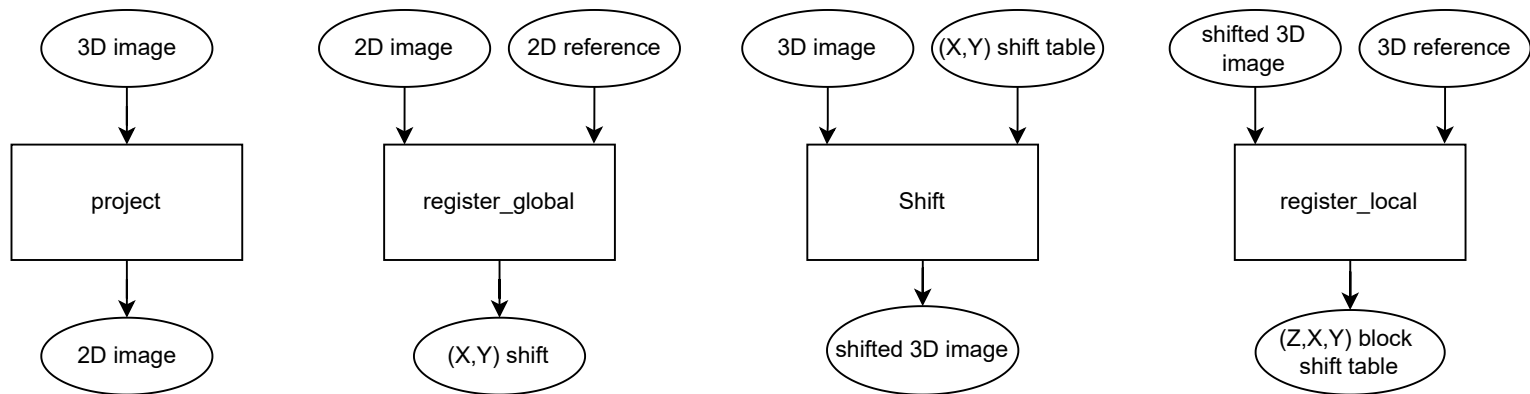 3D image
project
2D image
2D image
2D reference
register_global
(X,Y) shift
3D image
(X,Y) shift table
Shift
shifted 3D image
shifted 3D
image
3D reference
register_local
(Z,X,Y) block
shift table